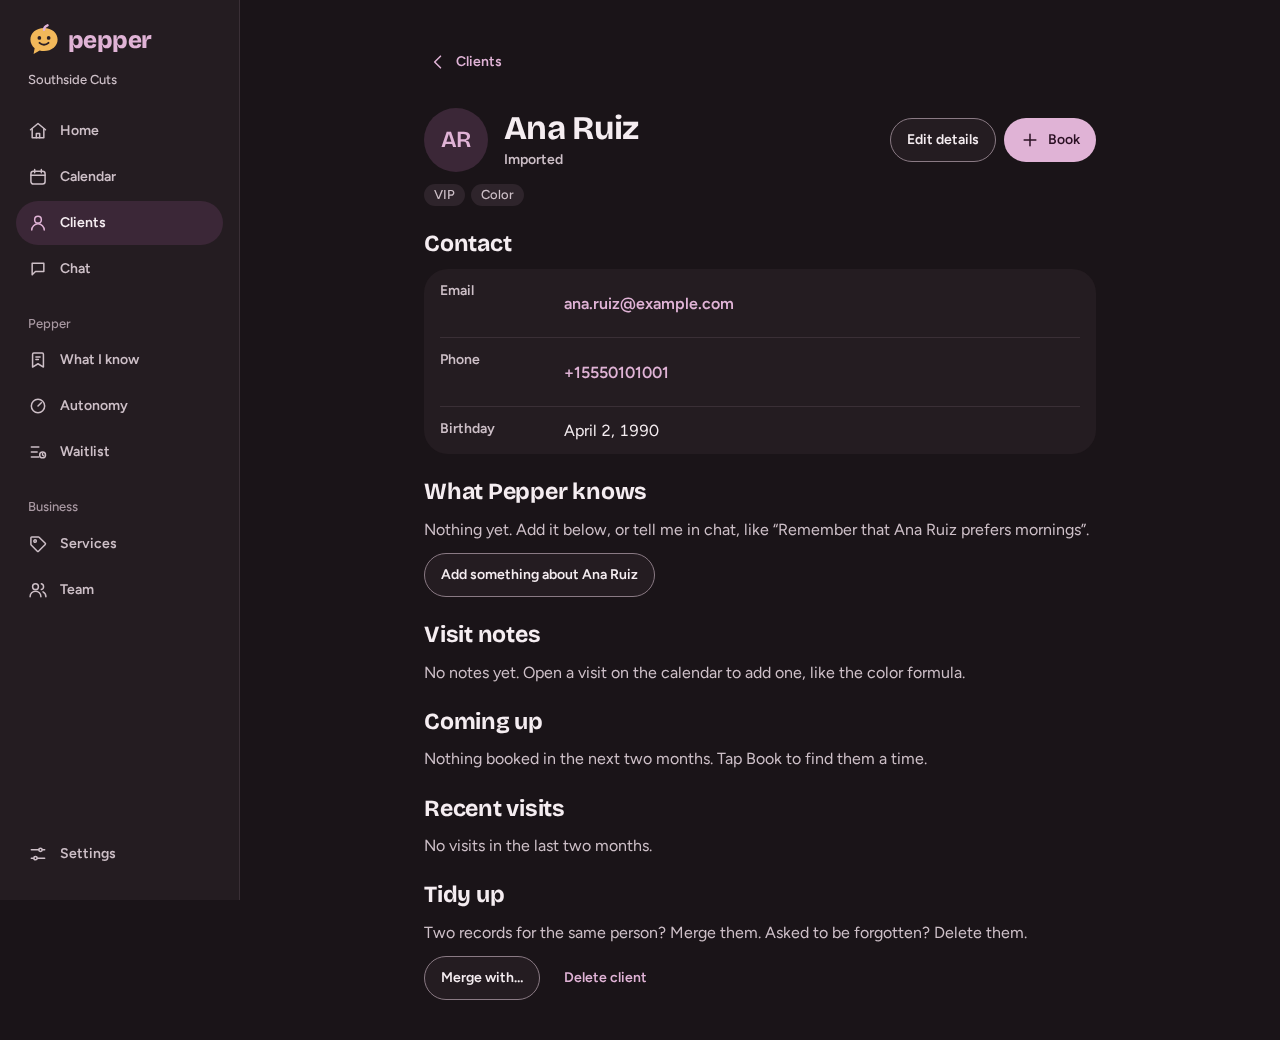 pepper
Southside Cuts
Home
Calendar
Clients
Chat
Pepper
What I know
Autonomy
Waitlist
Business
Services
Team
Settings
Clients
AR
Ana Ruiz
Imported
Edit details
Book
VIP
Color
Contact
Email
ana.ruiz@example.com
Phone
+15550101001
Birthday
April 2, 1990
What Pepper knows
Nothing yet. Add it below, or tell me in chat, like “Remember that Ana Ruiz prefers mornings”.
Add something about Ana Ruiz
Visit notes
No notes yet. Open a visit on the calendar to add one, like the color formula.
Coming up
Nothing booked in the next two months. Tap Book to find them a time.
Recent visits
No visits in the last two months.
Tidy up
Two records for the same person? Merge them. Asked to be forgotten? Delete them.
Merge with…
Delete client